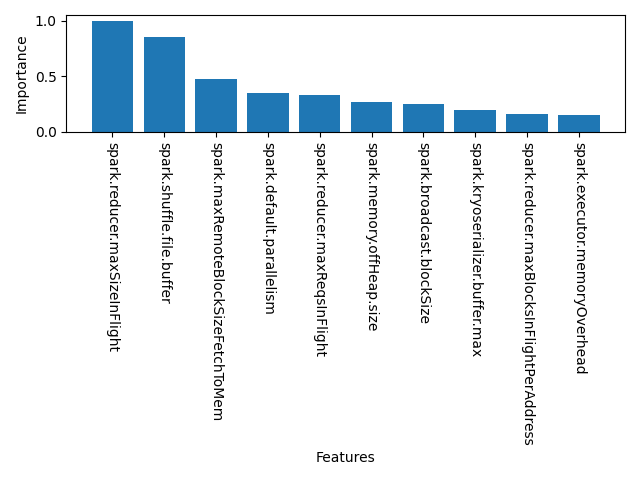 Importance
1.0
0.5
0.0
spark.reducer.maxSizeInFlight
spark.shuffle.file.buffer
spark.maxRemoteBlockSizeFetchToMem
spark.default.parallelism
spark.reducer.maxReqsInFlight
spark.memory.offHeap.size
spark.broadcast.blockSize
spark.kryoserializer.buffer.max
spark.reducer.maxBlocksInFlightPerAddress
spark.executor.memoryOverhead
Features